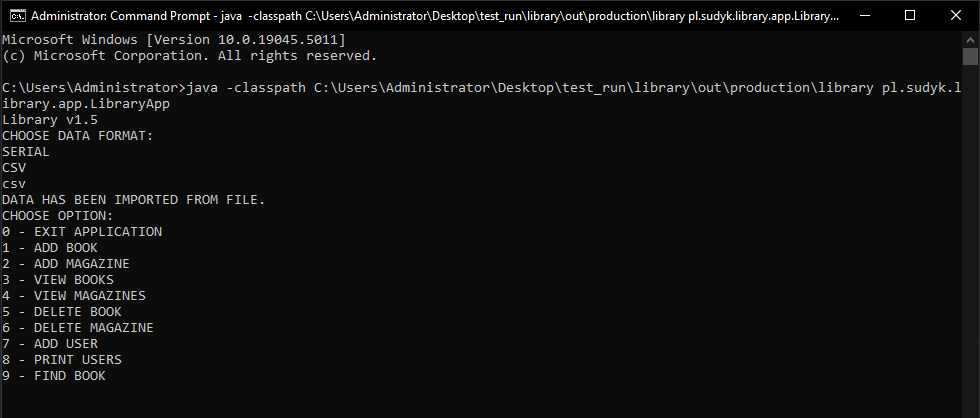 Administrator: Command Prompt - java -classpath C:\Users\Administrator\Desktop\test_run\library\out\production\library pl.sudyk.library.app.Library...
Microsoft Windows [Version 10.0.19045.5011]
(c) Microsoft Corporation. All rights reserved.
C:\Users\Administrator>java -classpath C:\Users\Administrator\Desktop\test_run\library\out\production\library pl.sudyk.l
ibrary.app.LibraryApp
Library v1.5
CHOOSE DATA FORMAT:
SERIAL
CSV
csv
DATA HAS BEEN IMPORTED FROM FILE.
CHOOSE OPTION:
0 - EXIT APPLICATION
1 - ADD BOOK
2 - ADD MAGAZINE
3 - VIEW BOOKS
4 - VIEW MAGAZINES
5 - DELETE BOOK
6 - DELETE MAGAZINE
7 - ADD USER
8 - PRINT USERS
9 - FIND BOOK